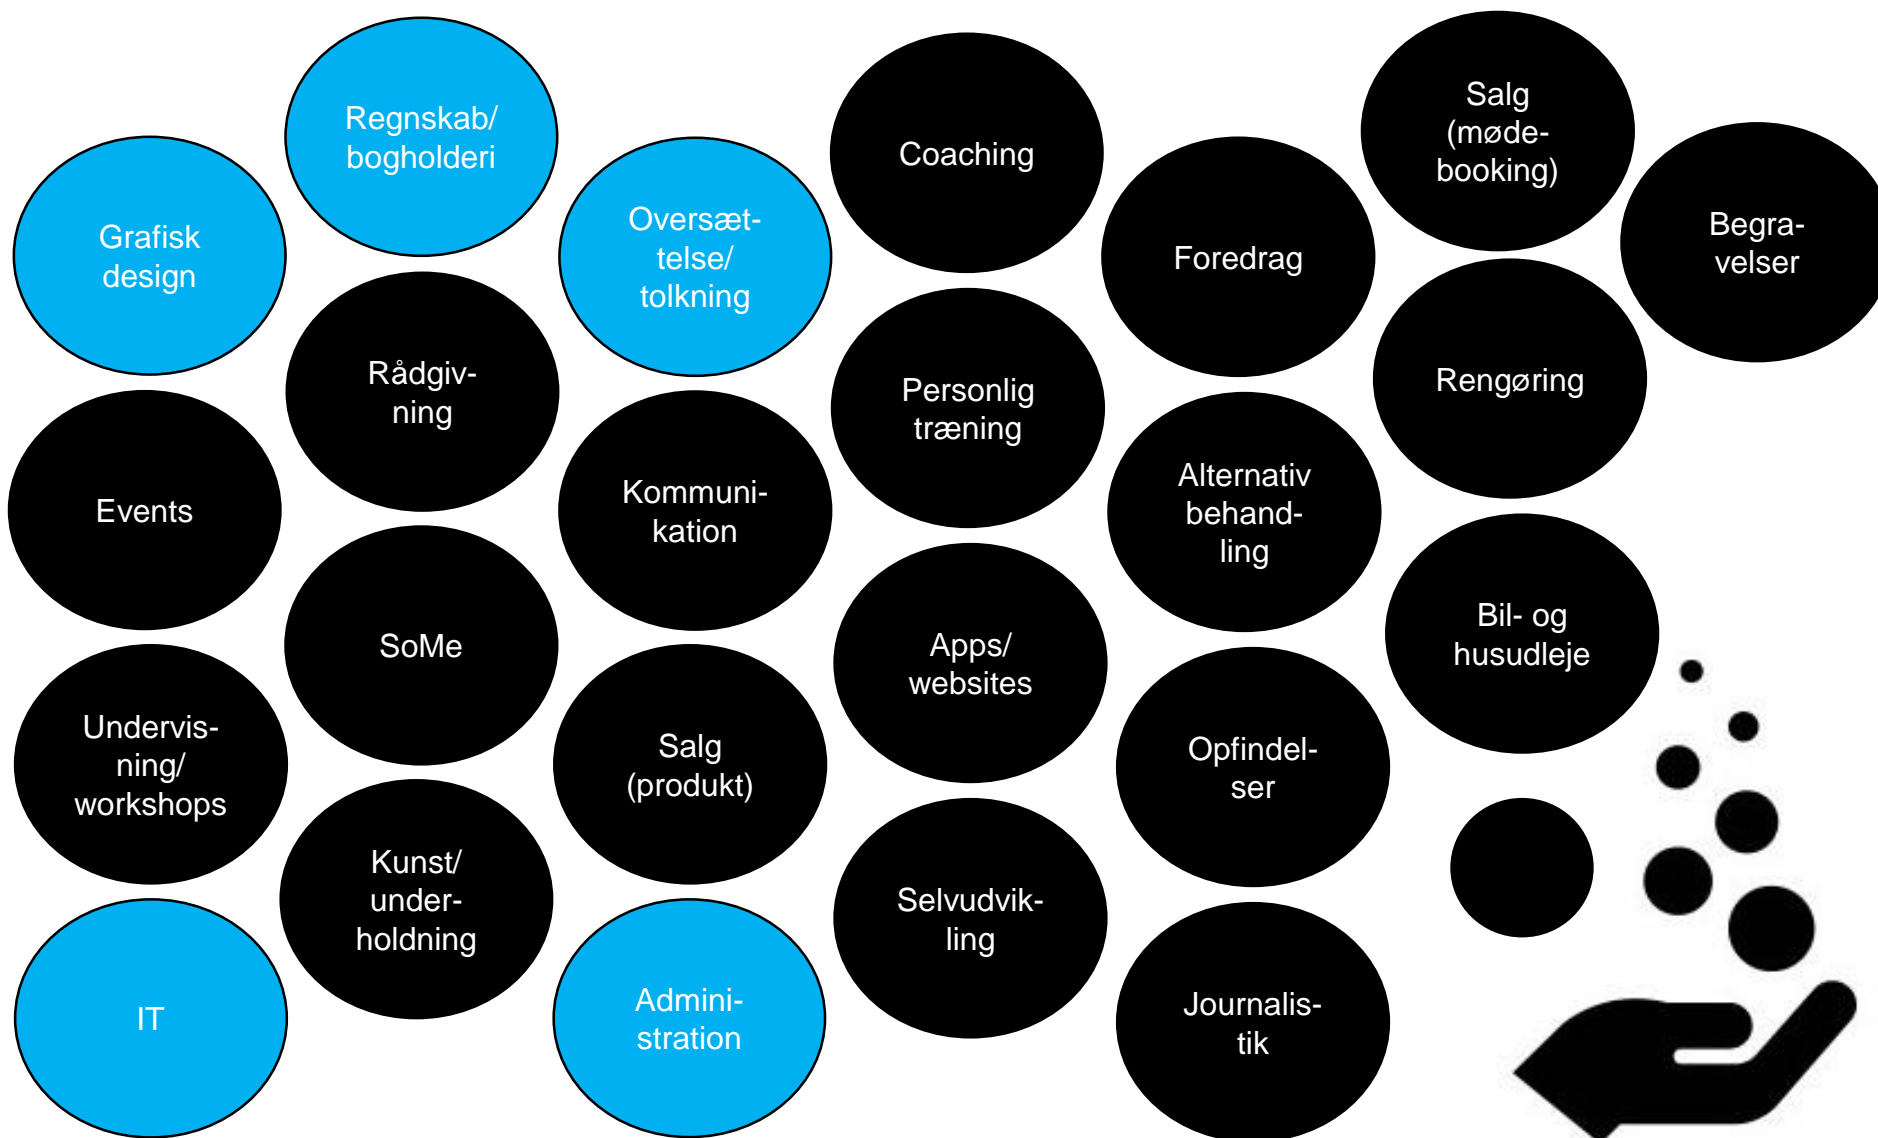 Grafisk
design
Events
Undervis-
ning/
workshops
IT
Regnskab/
bogholderi
Rådgiv-
ning
SoMe
Kunst/
under-
holdning
Oversæt-
telse/
tolkning
Kommuni-
kation
Salg
(produkt)
Admini-
stration
Coaching
Personlig
træning
Apps/
websites
Selvudvik-
ling
Foredrag
Alternativ
behand-
ling
Opfindel-
ser
Journalis-
tik
Salg
(møde-
booking)
Rengøring
Bil- og
husudleje
Begra-
velser